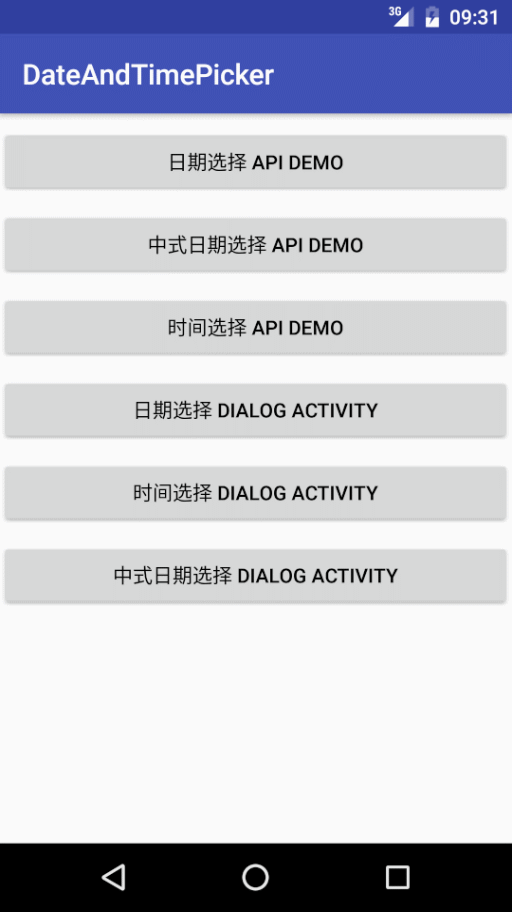 3G 09:31
DateAndTimePicker
日期选择 API DEMO
中式日期选择 API DEMO
时间选择 API DEMO
日期选择 DIALOG ACTIVITY
时间选择 DIALOG ACTIVITY
中式日期选择 DIALOG ACTIVITY